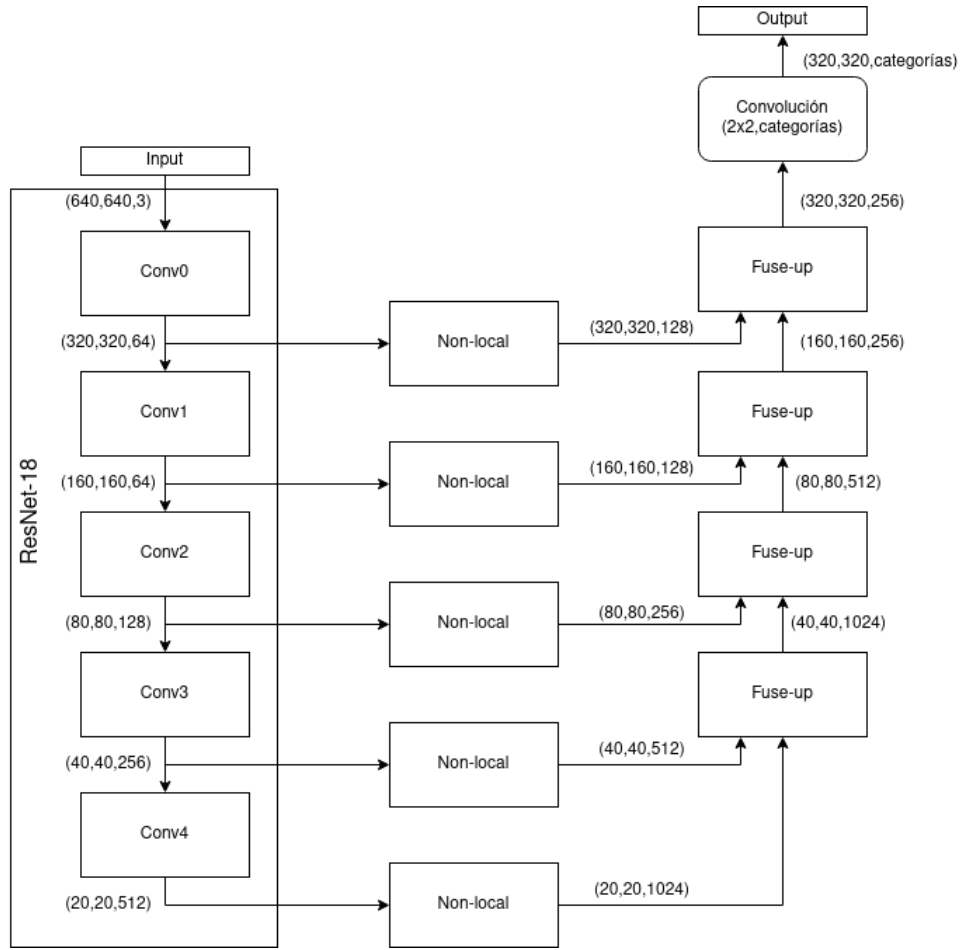 Output
(320,320,categorías)
Convolución
(2x2,categorías)
Input
(640,640,3)
(320,320,256)
Conv0
Fuse-up
(320,320,64)
Non-local
(320,320,128)
(160,160,256)
Conv1
Fuse-up
ResNet-18
(160,160,64)
Non-local
(160,160,128)
(80,80,512)
Conv2
Fuse-up
(80,80,128)
Non-local
(80,80,256)
(40,40,1024)
Conv3
Fuse-up
(40,40,256)
Non-local
(40,40,512)
Conv4
(20,20,512)
Non-local
(20,20,1024)